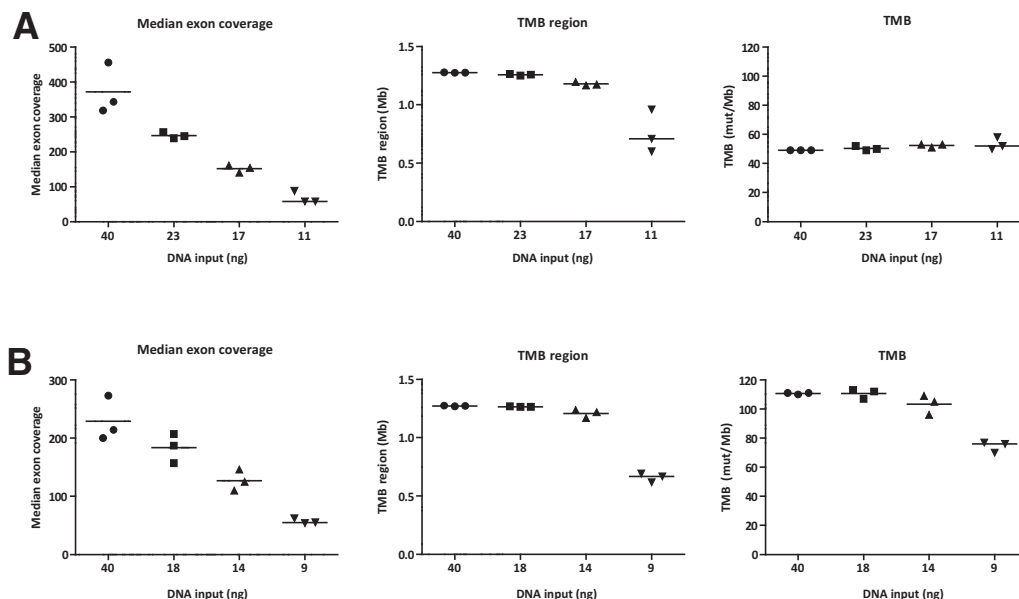 A
Median exon coverage
Median exon coverage
500
400
300
200
100
0
40 23 17 11
DNA input (ng)
TMB region
TMB region (Mb)
1.5
1.0
0.5
0.0
40 23 17 11
DNA input (ng)
TMB
TMB (mut/Mb)
120
100
80
60
40
20
0
40 23 17 11
DNA input (ng)
B
Median exon coverage
Median exon coverage
300
200
100
0
40 18 14 9
DNA input (ng)
TMB region
TMB region (Mb)
1.5
1.0
0.5
0.0
40 18 14 9
DNA input (ng)
TMB
TMB (mut/Mb)
120
100
80
60
40
20
0
40 18 14 9
DNA input (ng)